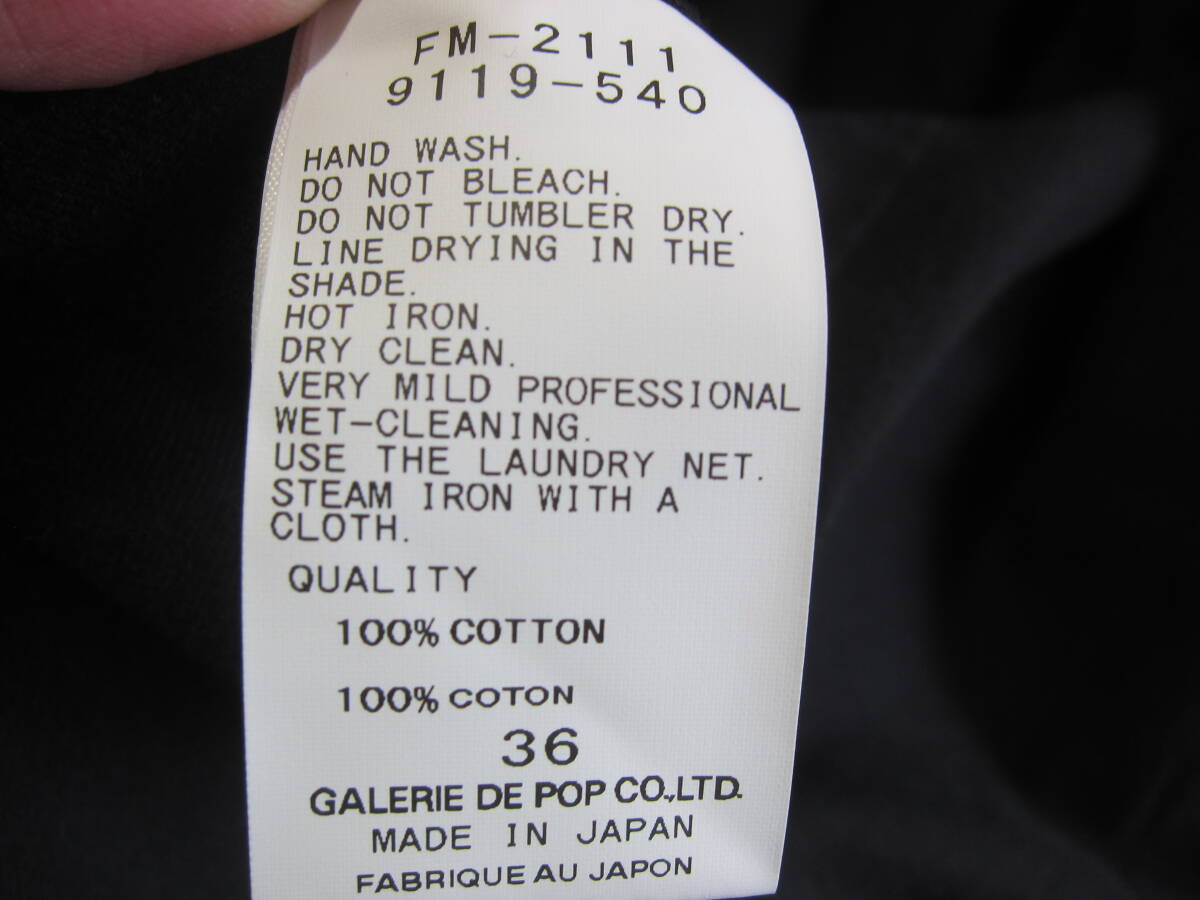 FM-2111
9119-540
HAND WASH.
DO NOT BLEACH.
DO NOT TUMBLER DRY.
LINE DRYING IN THE
SHADE.
HOT IRON.
DRY CLEAN.
VERY MILD PROFESSIONAL
WET-CLEANING.
USE THE LAUNDRY NET.
STEAM IRON WITH A
CLOTH.
QUALITY
100% COTTON
100% COTON
36
GALERIE DE POP CO.,LTD.
MADE IN JAPAN
FABRIQUE AU JAPON